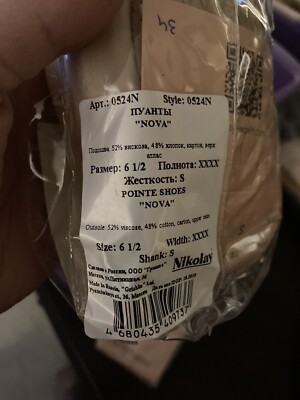 34
Арт.: 0524N Style: 0524N
ПУАНТЫ
"NOVA"
Подошва: 52% вискоза, 48% хлопок, картон, верх
атлас
Размер: 6 1/2 Полнота: XXXX
Жесткость: S
POINTE SHOES
"NOVA"
Outsole: 52% viscose, 48% cotton, carton, upper
Size: 6 1/2 Width: XXXX
Shank: S
Сделано в России, ООО "Гришко"
Москва,
Nikolay
Made in Russia, "Grishko" Ltd.
Moscow
4 680435 409737
S